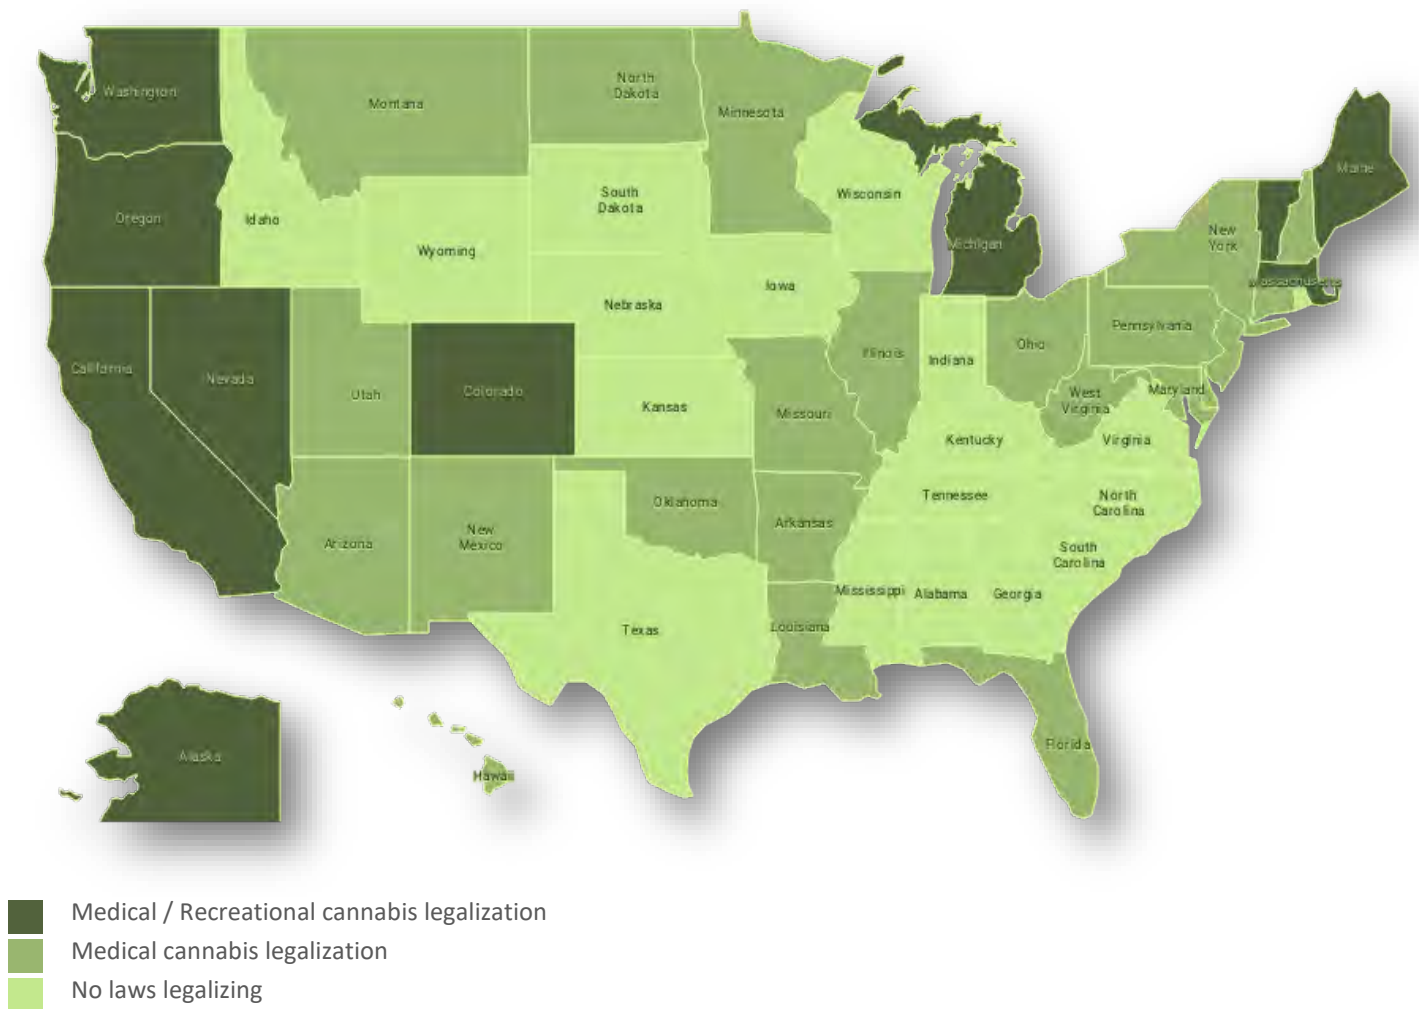 Washington
Montana
North
Dakota
Minnesota
Maine
Oregon
Idaho
South
Dakota
Wisconsin
Michigan
New
York
Wyoming
Massachusetts
Iowa
Nebraska
Pennsylvania
California
Nevada
Utah
Colorado
Illinois
Indiana
Ohio
Kansas
Missouri
West
Virginia
Maryland
Kentucky
Virginia
Oklahoma
Tennessee
North
Carolina
Arizona
New
Mexico
Arkansas
South
Carolina
Mississippi
Alabama
Georgia
Texas
Louisiana
Florida
Alaska
Hawaii
Medical / Recreational cannabis legalization
Medical cannabis legalization
No laws legalizing